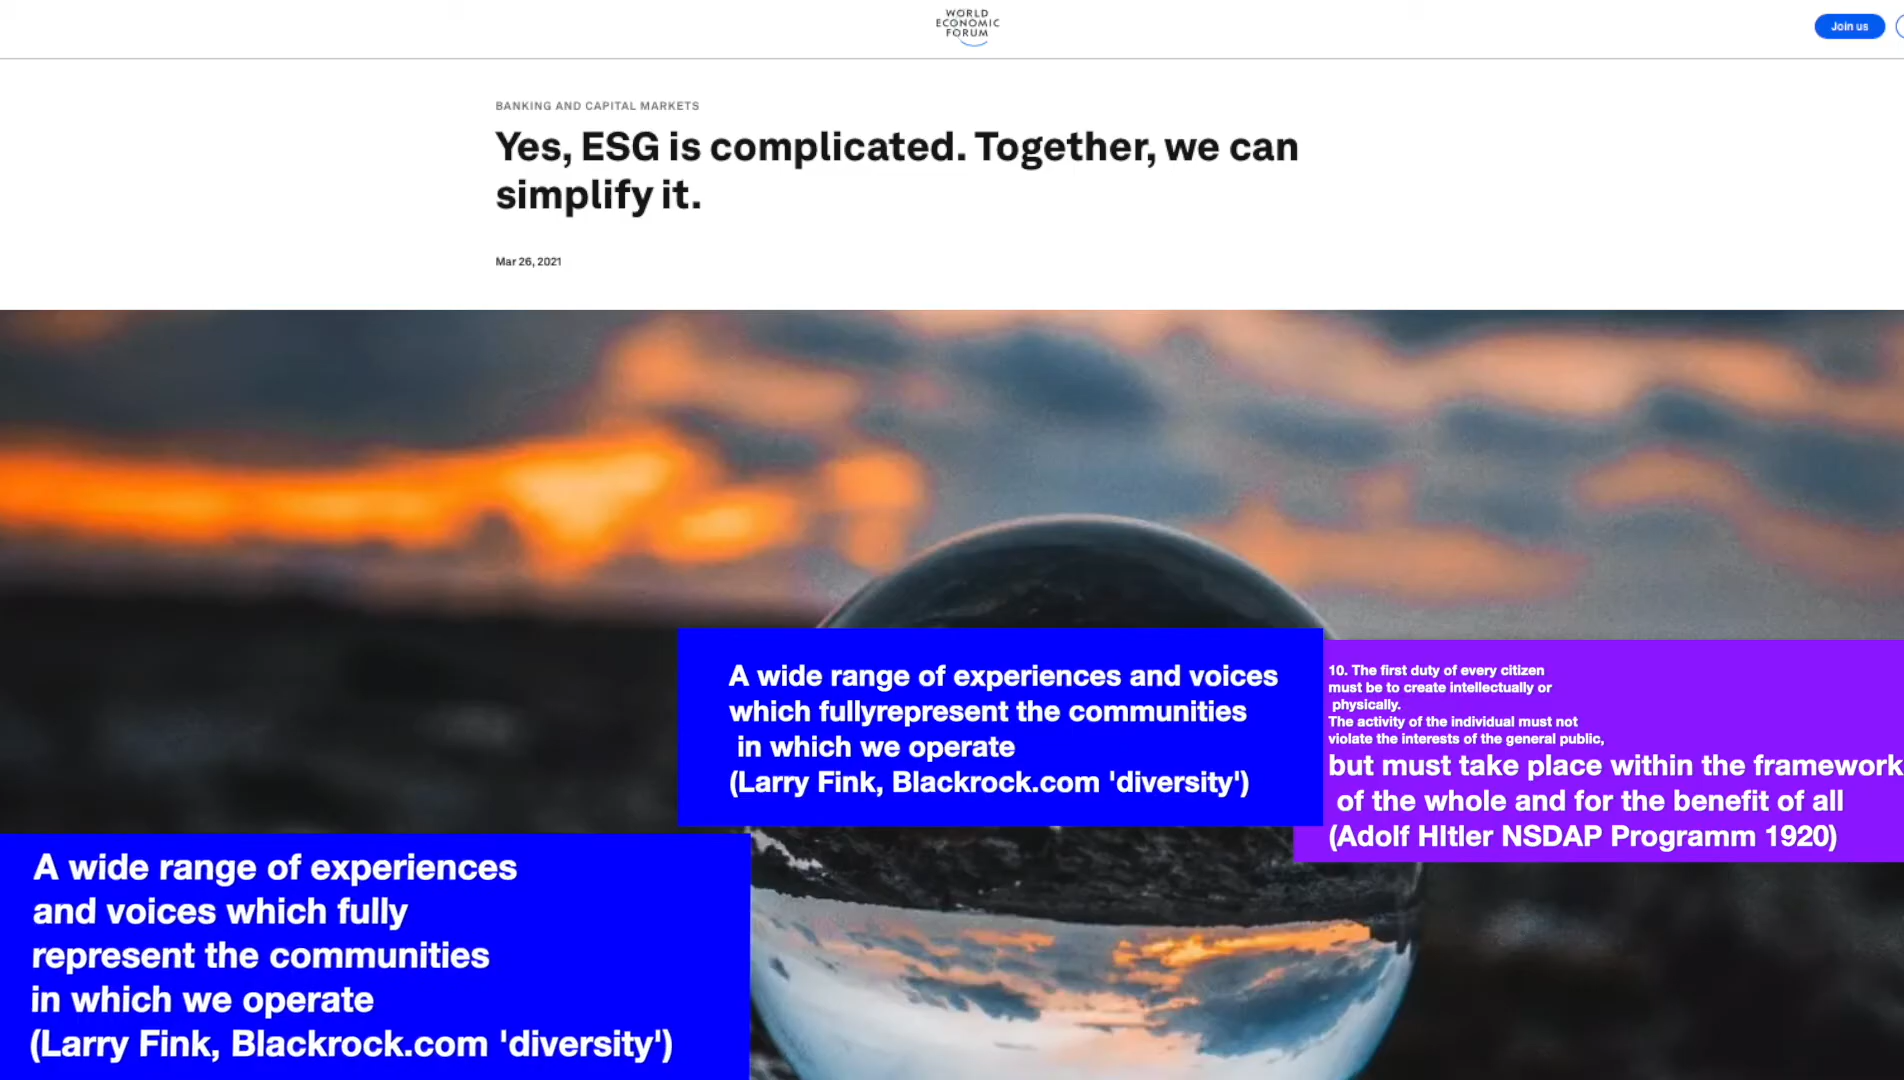 WORLD
ECONOMIC
FORUM
Join us
BANKING AND CAPITAL MARKETS
Yes, ESG is complicated. Together, we can
simplify it.
Mar 26, 2021
A wide range of experiences and voices
which fullyrepresent the communities
in which we operate
(Larry Fink, Blackrock.com 'diversity')
10. The first duty of every citizen
must be to create intellectually or
physically.
The activity of the individual must not
violate the interests of the general public,
but must take place within the framework
of the whole and for the benefit of all
(Adolf HItler NSDAP Programm 1920)
A wide range of experiences
and voices which fully
represent the communities
in which we operate
(Larry Fink, Blackrock.com 'diversity')